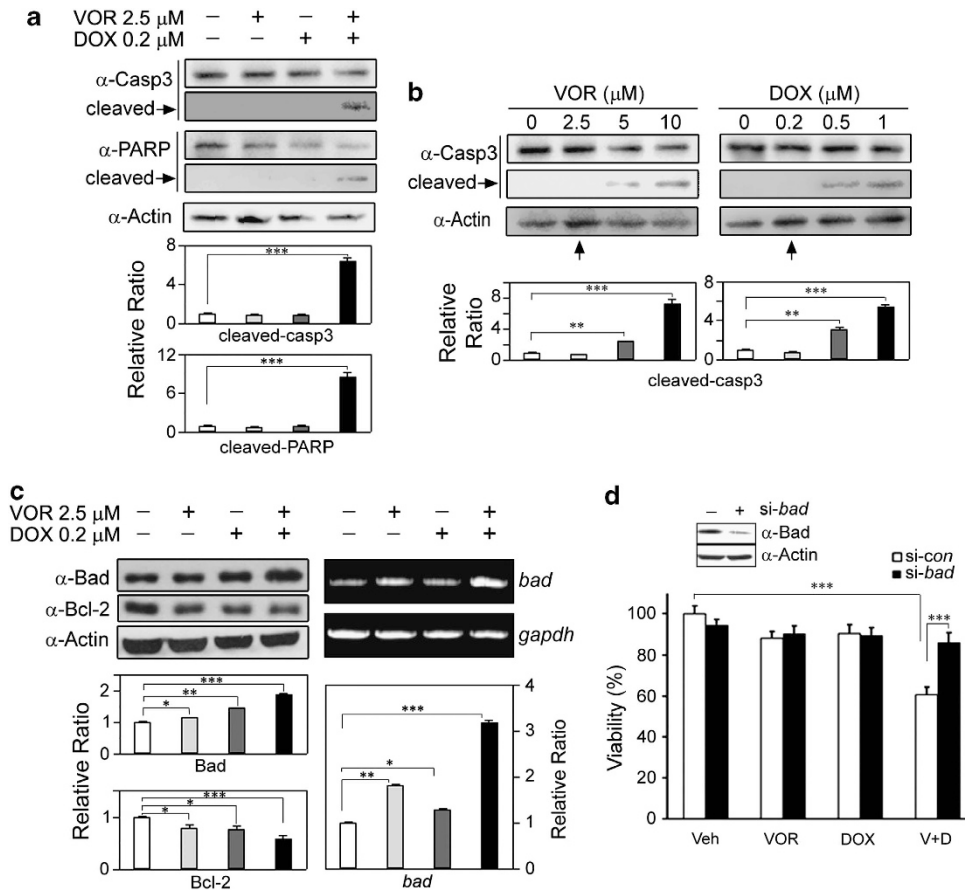 a
VOR 2.5 μM – + – +
DOX 0.2 μM – – + +
α-Casp3
cleaved
α-PARP
cleaved
α-Actin
Relative Ratio
8
4
0
***
cleaved-casp3
12
6
0
***
cleaved-PARP
b
VOR (μM) DOX (μM)
0 2.5 5 10 0 0.2 0.5 1
α-Casp3
cleaved
α-Actin
Relative Ratio
8
4
0
***
**
8
4
0
***
**
cleaved-casp3
c
VOR 2.5 μM – + – + – + – +
DOX 0.2 μM – – + + – – + +
α-Bad
α-Bcl-2
α-Actin
bad
gapdh
Relative Ratio
2
1
0
***
**
*
Bad
2
1
0
***
*
*
Bcl-2
4
3
2
1
0
Relative Ratio
***
*
**
bad
d
– + si-bad
α-Bad
α-Actin
si-con
si-bad
***
***
Viability (%)
100
80
60
40
20
0
Veh VOR DOX V+D